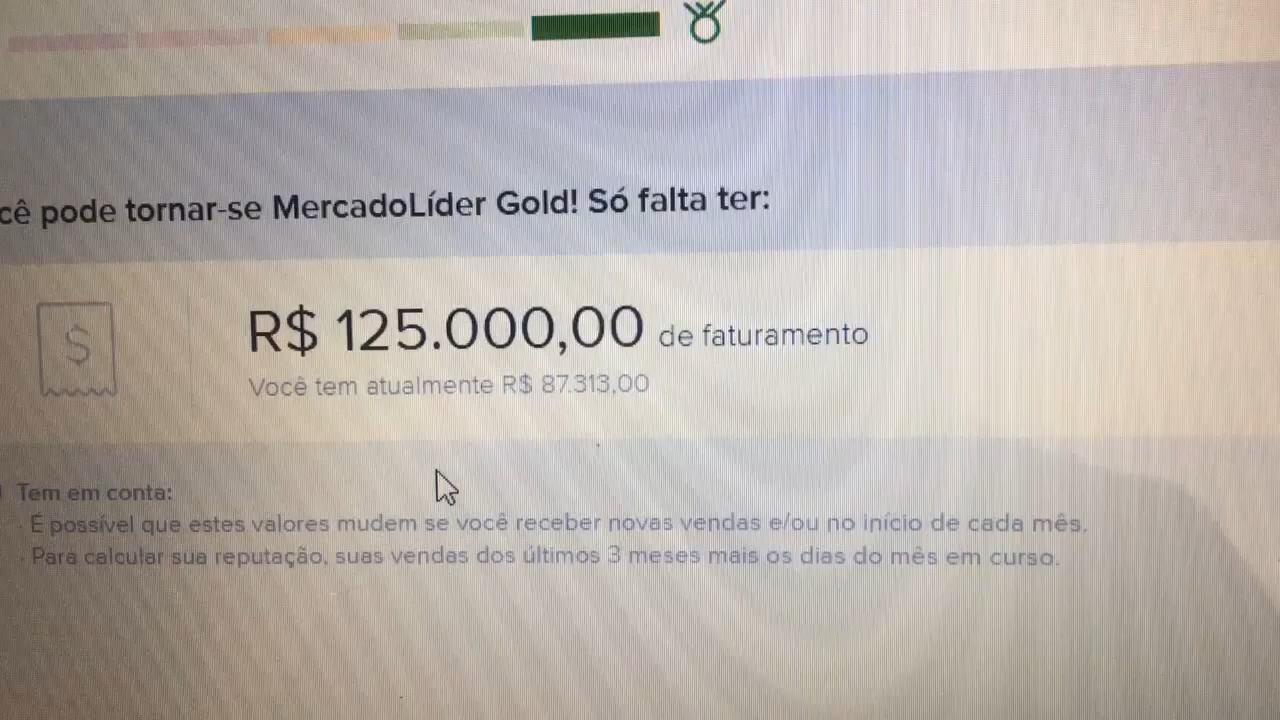 cê pode tornar-se MercadoLíder Gold! Só falta ter:
$
R$ 125.000,00 de faturamento
Você tem atualmente R$ 87.313,00
Tem em conta:
· É possível que estes valores mudem se você receber novas vendas e/ou no início de cada mês.
· Para calcular sua reputação, suas vendas dos últimos 3 meses mais os dias do mês em curso.